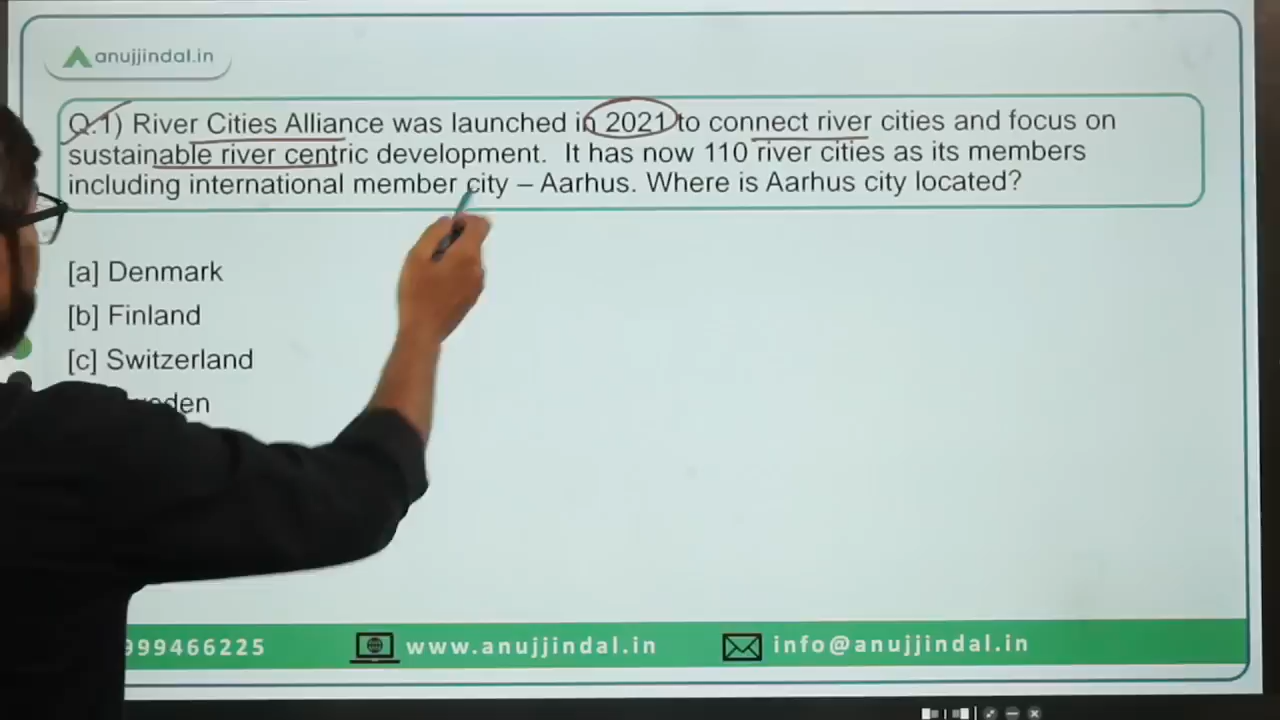 anujjindal.in
Q.1) River Cities Alliance was launched in 2021 to connect river cities and focus on
sustainable river centric development. It has now 110 river cities as its members
including international member city – Aarhus. Where is Aarhus city located?
[a] Denmark
[b] Finland
[c] Switzerland
999466225
www.anujjindal.in
info@anujjindal.in